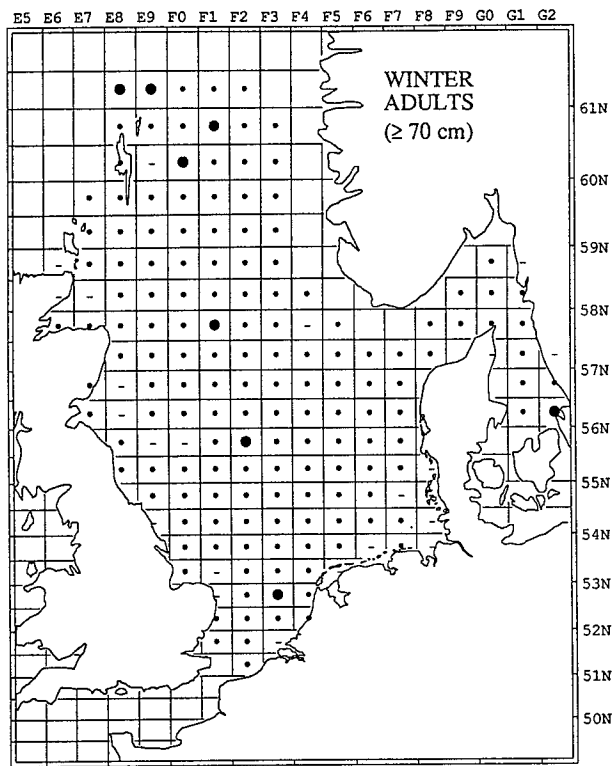 E5 E6 E7 E8 E9 F0 F1 F2 F3 F4 F5 F6 F7 F8 F9 G0 G1 G2
WINTER
ADULTS
(≥ 70 cm)
61N
60N
59N
58N
57N
56N
55N
54N
53N
52N
51N
50N